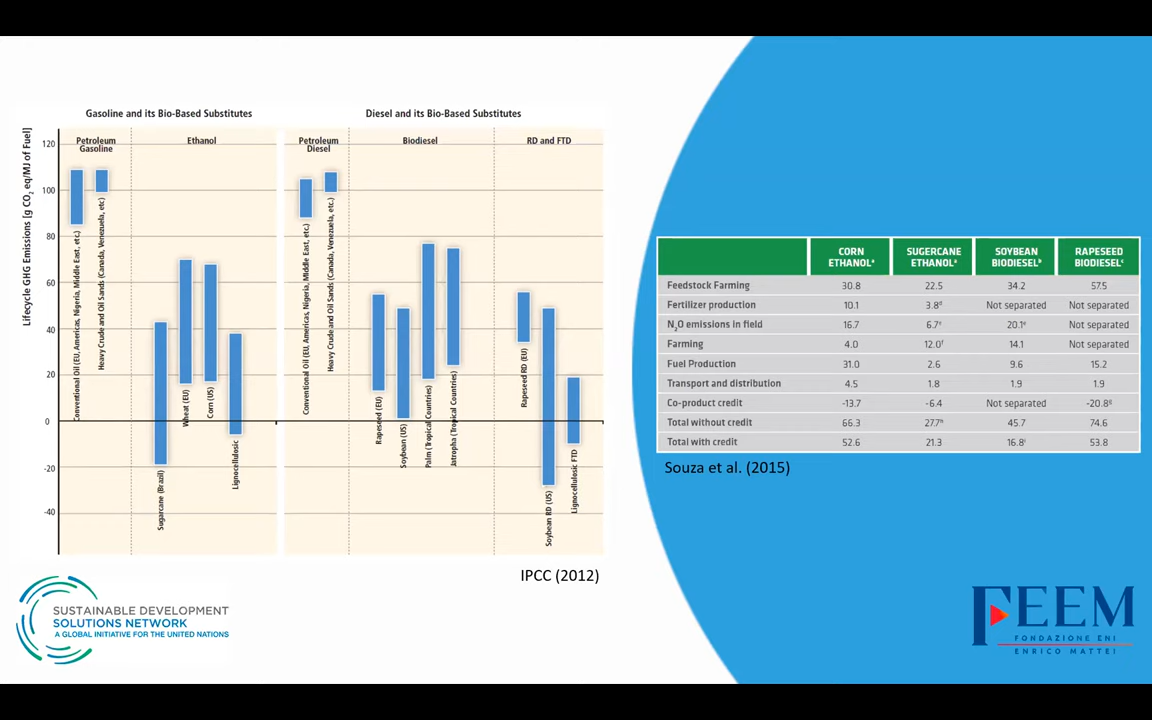 Gasoline and its Bio-Based Substitutes
Diesel and its Bio-Based Substitutes
Lifecycle GHG Emissions [g CO2 eq/MJ of Fuel]
120
100
80
60
40
20
0
-20
-40
Petroleum
Gasoline
Ethanol
Petroleum
Diesel
Biodiesel
RD and FTD
Conventional Oil (EU, Americas, Nigeria, Middle East, etc.)
Heavy Crude and Oil Sands (Canada, Venezuela, etc)
Sugarcane (Brazil)
Wheat (EU)
Corn (US)
Lignocellulosic
Conventional Oil (EU, Americas, Nigeria, Middle East, etc.)
Heavy Crude and Oil Sands (Canada, Venezuela, etc.)
Rapeseed (EU)
Soybean (US)
Palm (Tropical Countries)
Jatropha (Tropical Countries)
Rapeseed RD (EU)
Soybean RD (US)
Lignocellulosic FTD
IPCC (2012)
CORN ETHANOLᵃ SUGERCANE ETHANOLᵃ SOYBEAN BIODIESELᵇ RAPESEED BIODIESELᶜ
Feedstock Farming 30.8 22.5 34.2 57.5
Fertilizer production 10.1 3.8ᵈ Not separated Not separated
N₂O emissions in field 16.7 6.7ᵉ 20.1ᵉ Not separated
Farming 4.0 12.0ᶠ 14.1 Not separated
Fuel Production 31.0 2.6 9.6 15.2
Transport and distribution 4.5 1.8 1.9 1.9
Co-product credit -13.7 -6.4 Not separated -20.8ᵍ
Total without credit 66.3 27.7ʰ 45.7 74.6
Total with credit 52.6 21.3 16.8 53.8
Souza et al. (2015)
SUSTAINABLE DEVELOPMENT
SOLUTIONS NETWORK
A GLOBAL INITIATIVE FOR THE UNITED NATIONS
FEEM
FONDAZIONE ENI
ENRICO MATTEI